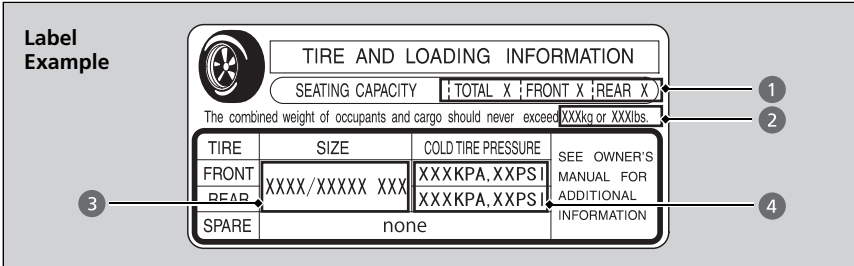 Label
Example
TIRE AND LOADING INFORMATION
SEATING CAPACITY TOTAL X FRONT X REAR X
1
The combined weight of occupants and cargo should never exceed XXXkg or XXXlbs.
2
TIRE SIZE COLD TIRE PRESSURE
SEE OWNER'S
MANUAL FOR
ADDITIONAL
INFORMATION
FRONT XXXX/XXXXX XXX XXXKPA,XXPSI
REAR XXXKPA,XXPSI
3
4
SPARE none